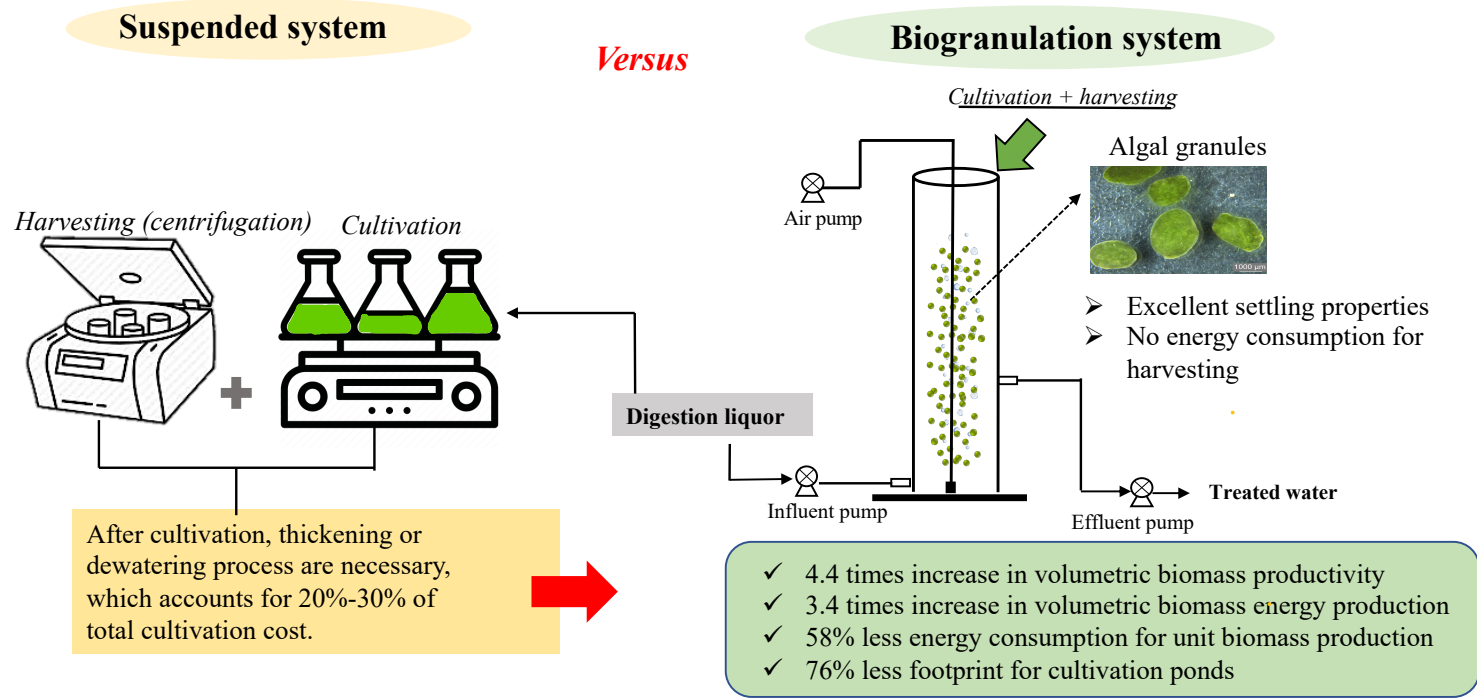 Suspended system
Versus
Biogranulation system
Cultivation + harvesting
Algal granules
Air pump
1000 μm
Harvesting (centrifugation)
Cultivation
➢ Excellent settling properties
➢ No energy consumption for
harvesting
Digestion liquor
Influent pump
Effluent pump
Treated water
After cultivation, thickening or
dewatering process are necessary,
which accounts for 20%-30% of
total cultivation cost.
✓ 4.4 times increase in volumetric biomass productivity
✓ 3.4 times increase in volumetric biomass energy production
✓ 58% less energy consumption for unit biomass production
✓ 76% less footprint for cultivation ponds